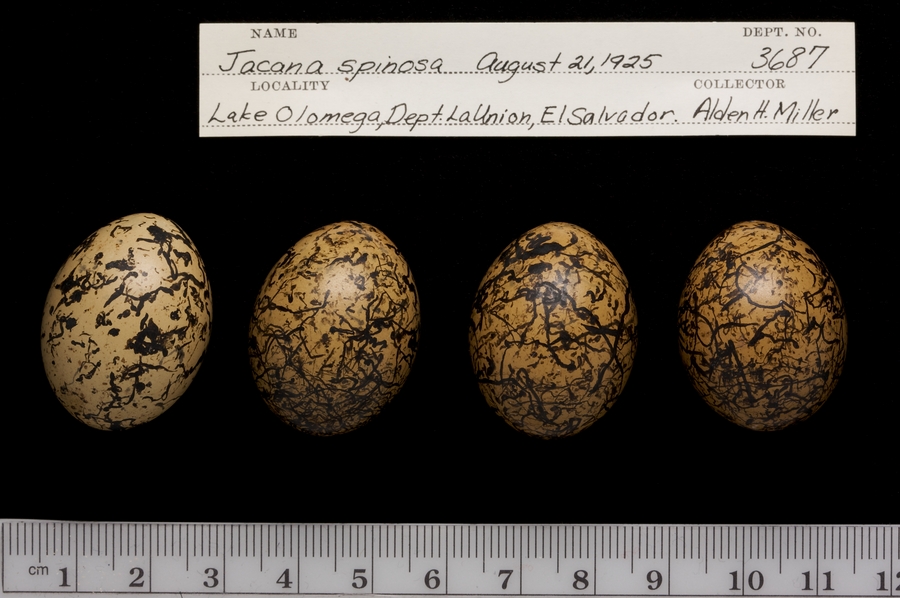 NAME DEPT. NO.
Jacana spinosa August 21, 1925 3687
LOCALITY COLLECTOR
Lake Olomega, Dept. La Union, El Salvador. Alden H. Miller
cm 1 2 3 4 5 6 7 8 9 10 11 12